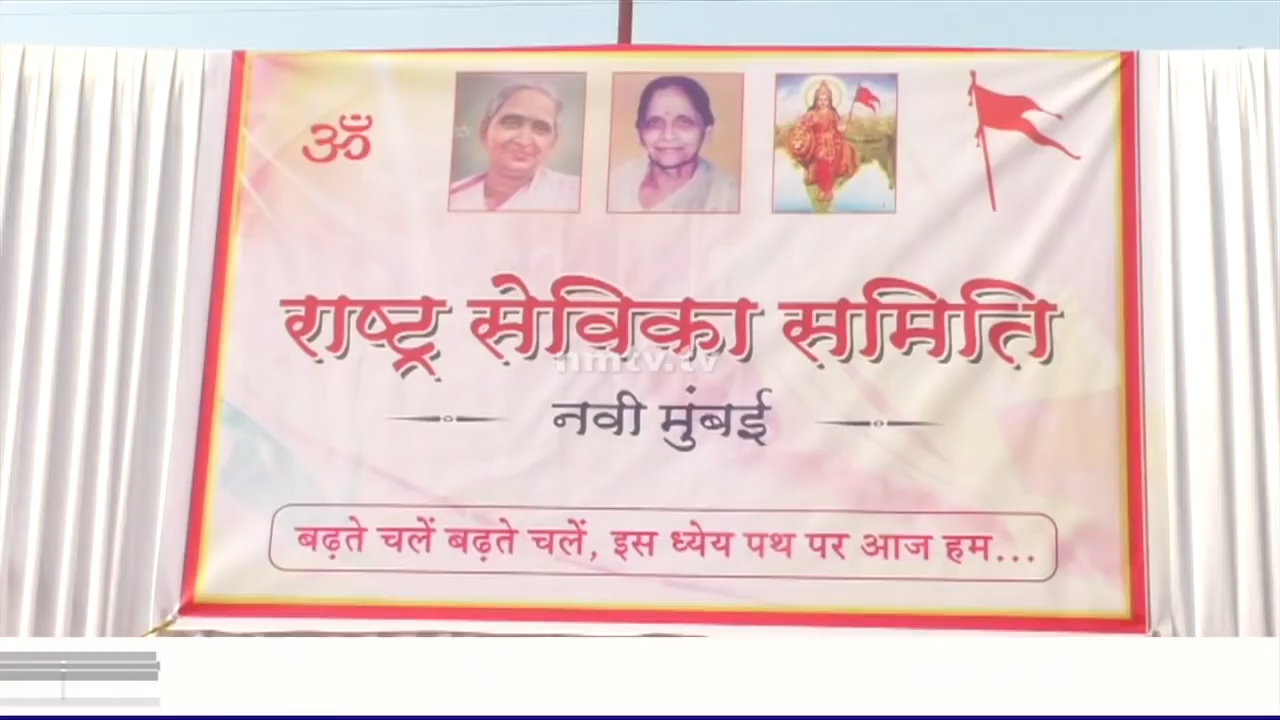 ॐ
राष्ट्र सेविका समिति
nmtv.tv
नवी मुंबई
बढ़ते चलें बढ़ते चलें, इस ध्येय पथ पर आज हम...